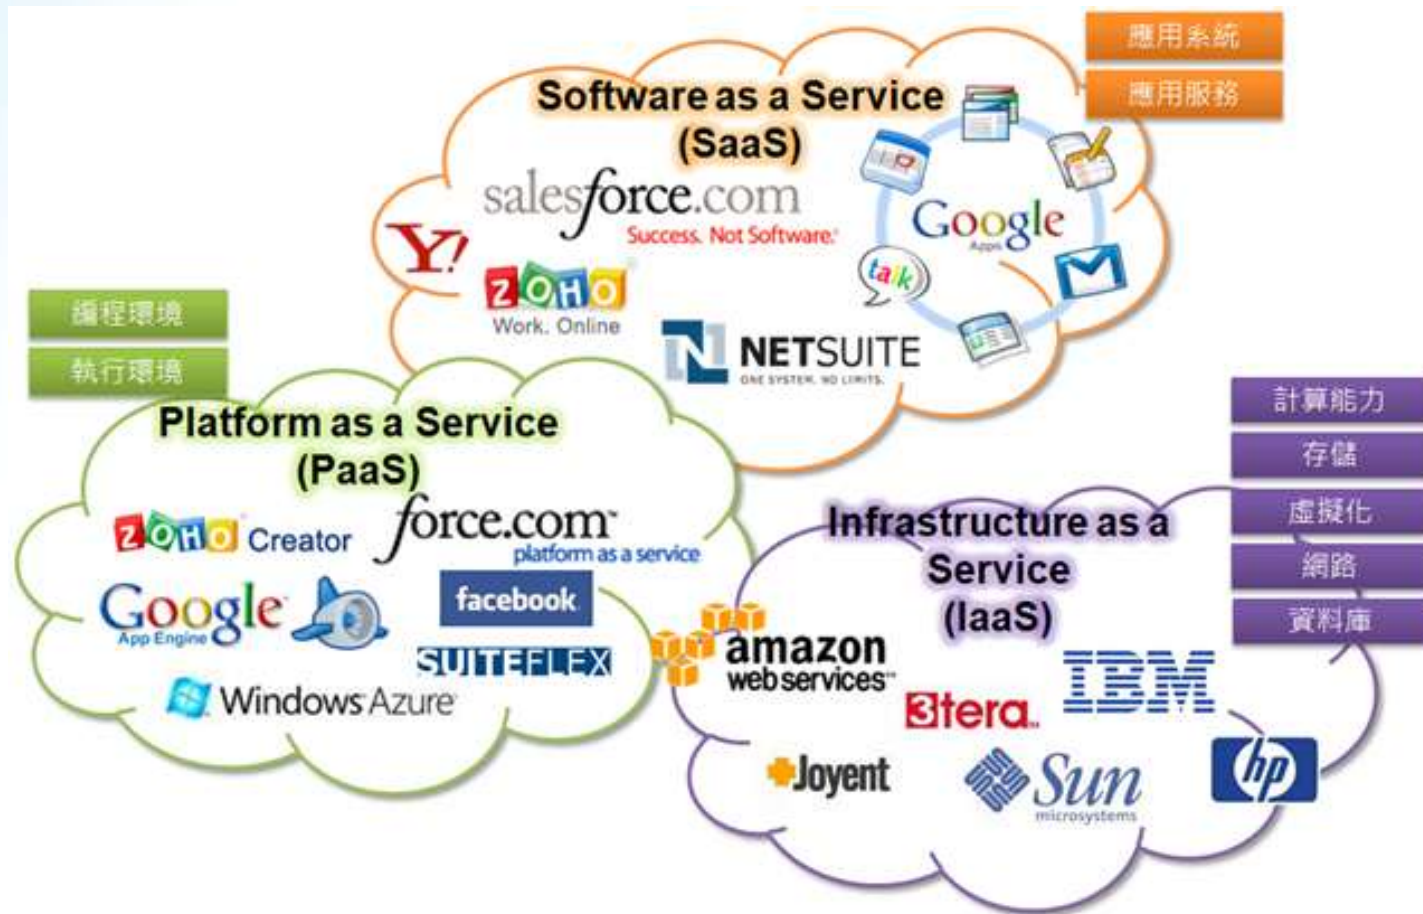 應用系統
應用服務
Software as a Service
(SaaS)
salesforce.com
Success. Not Software.
Y!
ZOHO
Work. Online
Google
Apps
talk
NETSUITE
ONE SYSTEM. NO LIMITS.
編程環境
執行環境
Platform as a Service
(PaaS)
ZOHO Creator
force.com™
platform as a service
Google
App Engine
facebook
SUITEFLEX
Windows Azure
計算能力
存儲
虛擬化
網路
資料庫
Infrastructure as a
Service
(IaaS)
amazon
web services™
3tera
IBM
Joyent
Sun
microsystems
hp